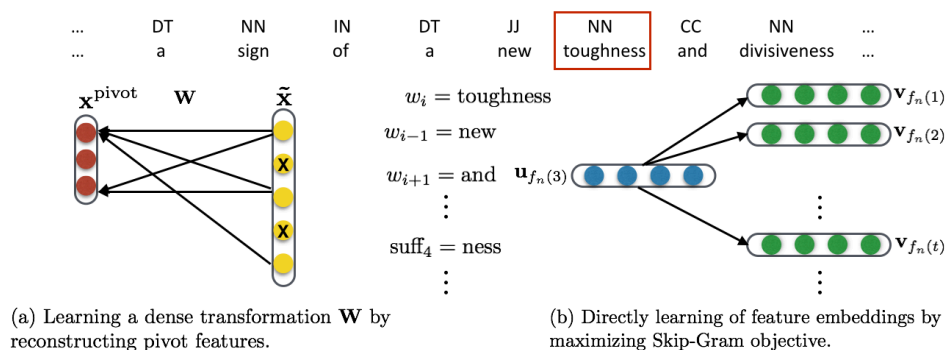 ... DT NN IN DT JJ NN CC NN ...
... a sign of a new toughness and divisiveness ...
x^pivot W x̃
X
X
w_i = toughness
w_{i−1} = new
w_{i+1} = and
⋮
suff_4 = ness
⋮
v_{f_n(1)}
v_{f_n(2)}
u_{f_n(3)}
⋮
v_{f_n(t)}
⋮
(a) Learning a dense transformation W by
reconstructing pivot features.
(b) Directly learning of feature embeddings by
maximizing Skip-Gram objective.